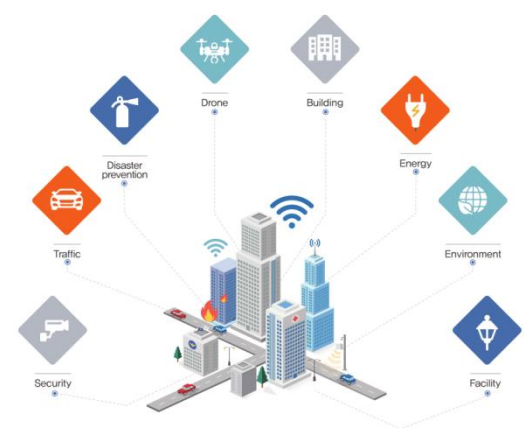 Drone
Building
Disaster
prevention
Energy
Traffic
Environment
Security
Facility